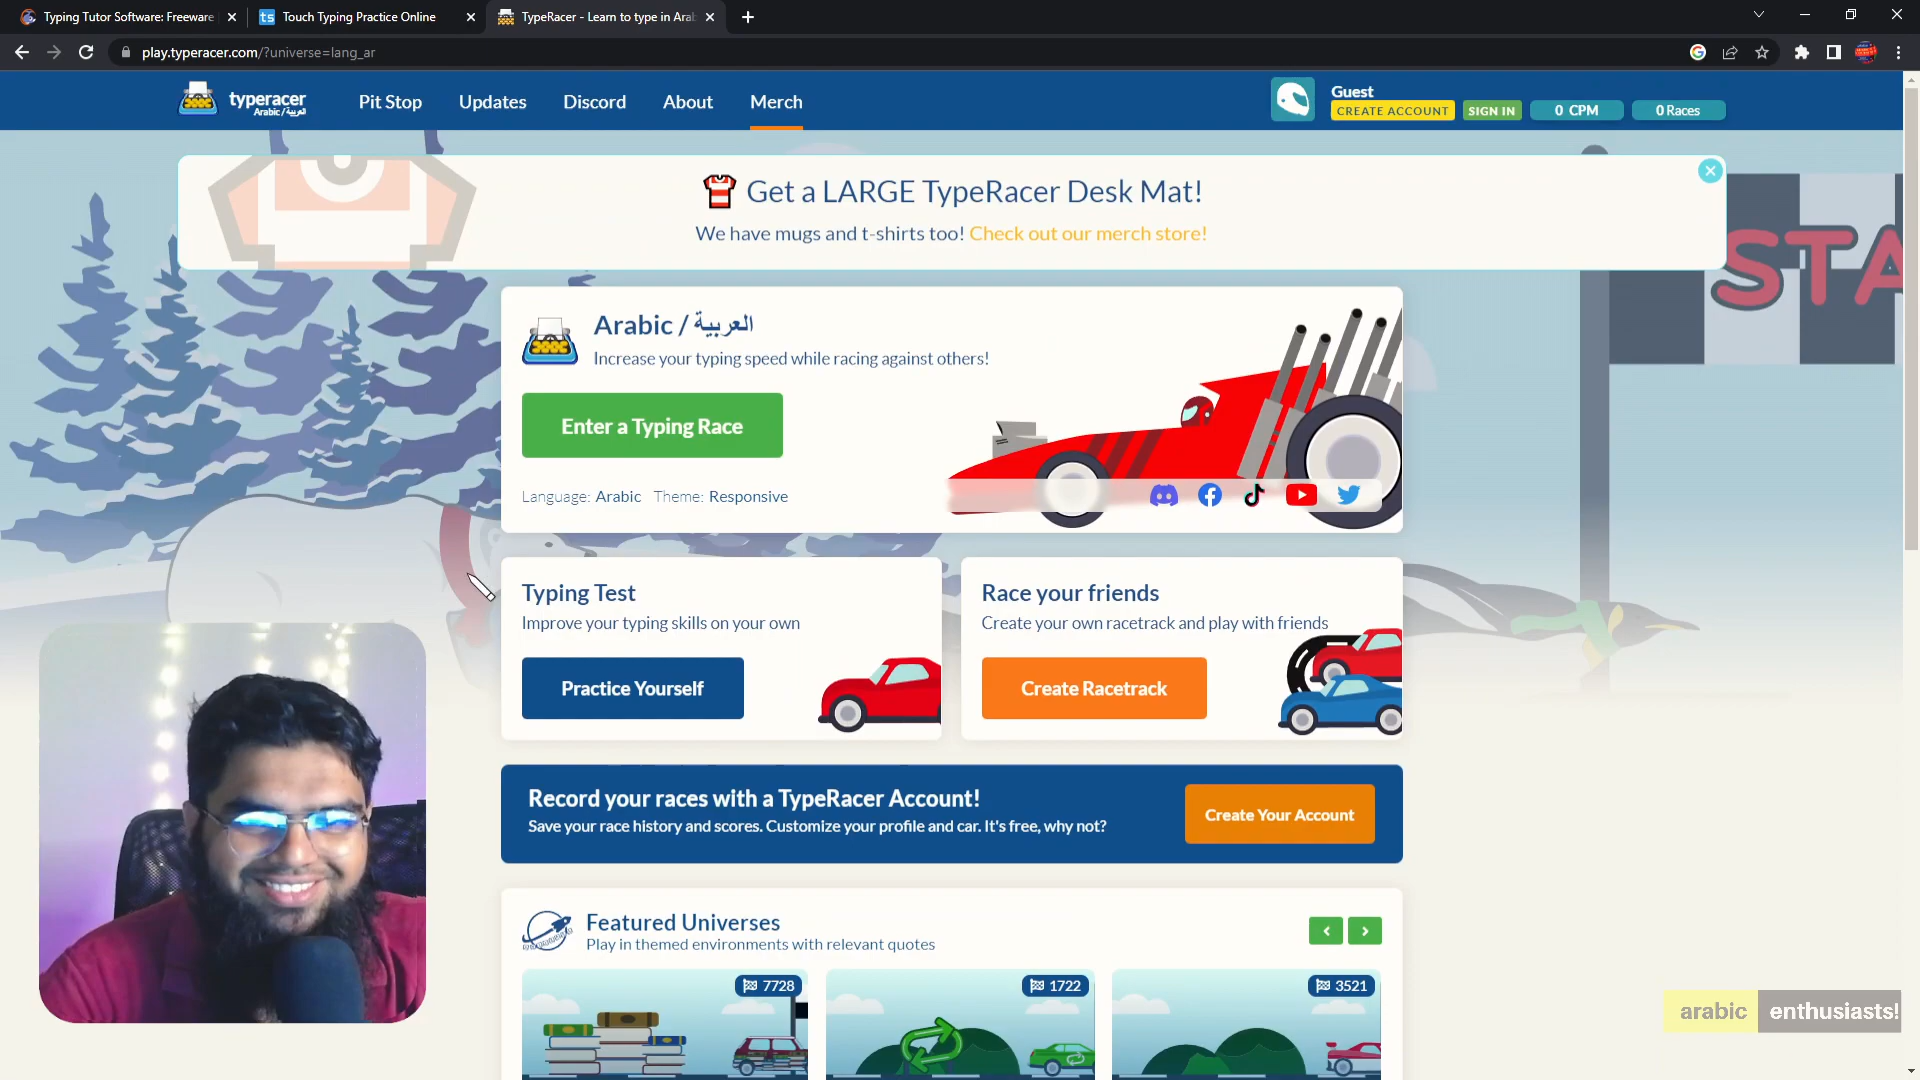 Typing Tutor Software: Freeware
Touch Typing Practice Online
TypeRacer - Learn to type in Arab
play.typeracer.com/?universe=lang_ar
typeracer
Arabic / العربية
Pit Stop
Updates
Discord
About
Merch
Guest
CREATE ACCOUNT
SIGN IN
0 CPM
0 Races
Get a LARGE TypeRacer Desk Mat!
We have mugs and t-shirts too! Check out our merch store!
STA
Arabic / العربية
Increase your typing speed while racing against others!
Enter a Typing Race
Language: Arabic Theme: Responsive
Typing Test
Improve your typing skills on your own
Practice Yourself
Race your friends
Create your own racetrack and play with friends
Create Racetrack
Record your races with a TypeRacer Account!
Save your race history and scores. Customize your profile and car. It's free, why not?
Create Your Account
Featured Universes
Play in themed environments with relevant quotes
7728
1722
3521
arabic enthusiasts!